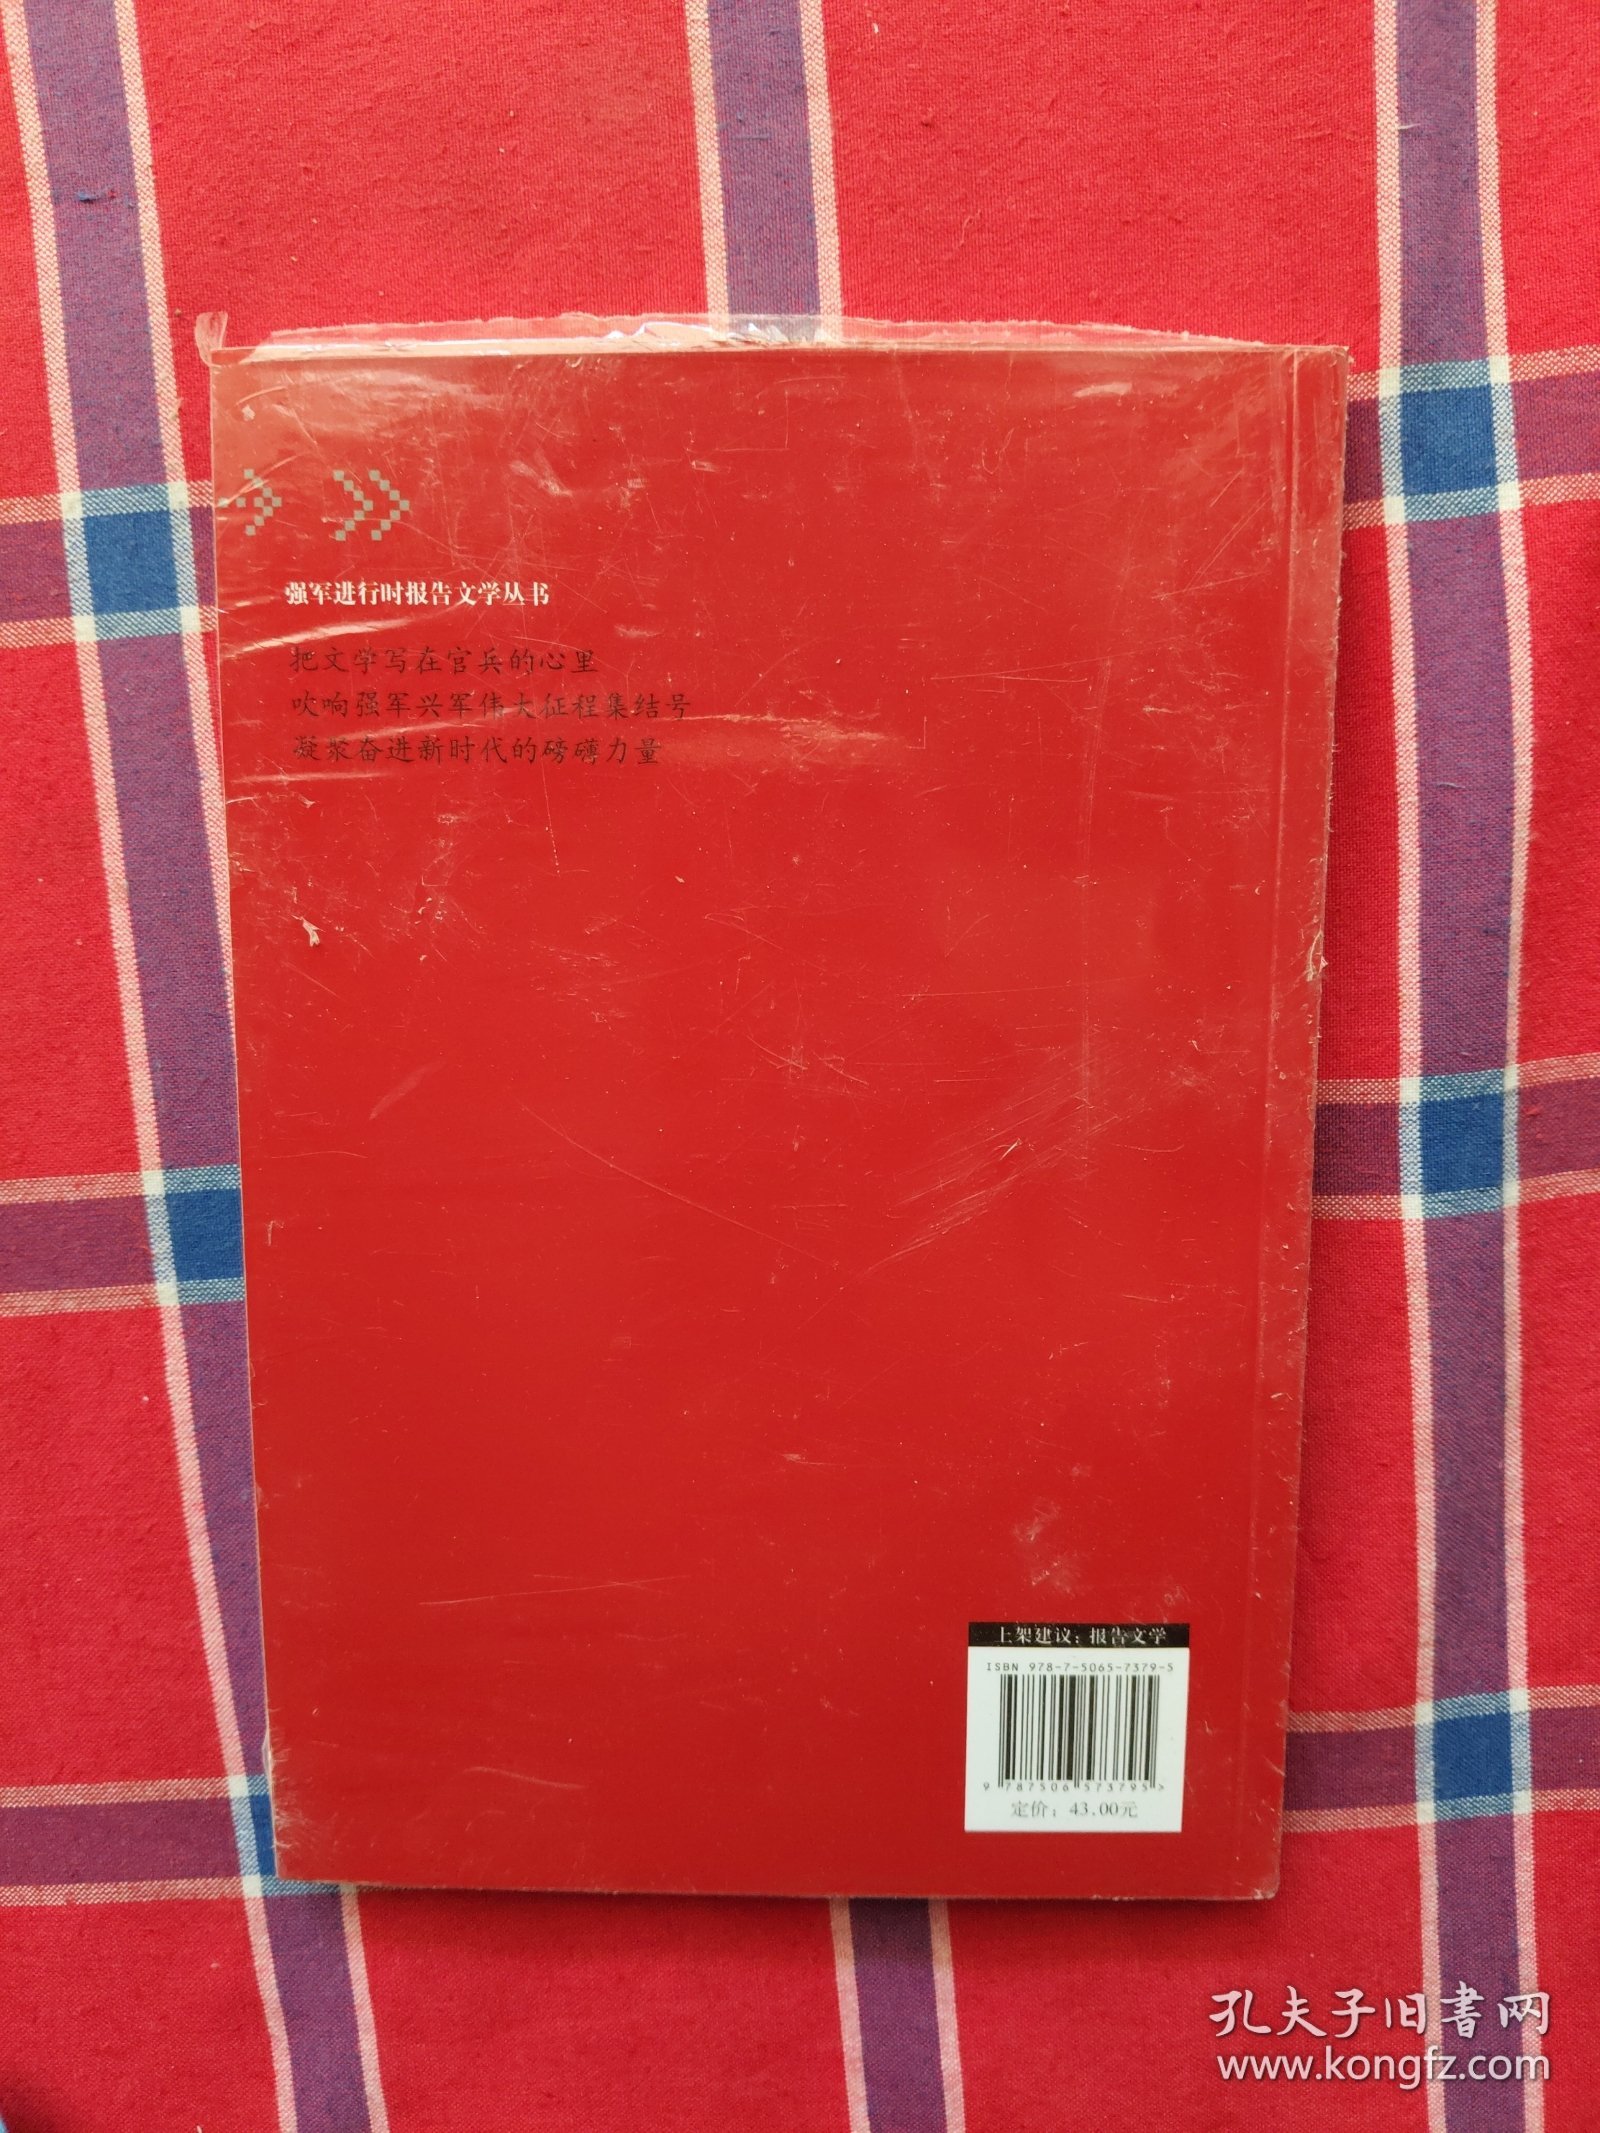 强军进行时报告文学丛书
把文学写在官兵的心里
吹响强军兴军伟大征程集结号
凝聚奋进新时代的磅礴力量
上架建议：报告文学
ISBN 978-7-5065-7379-5
9 787506 573795 >
定价：43.00元
孔夫子旧书网
www.kongfz.com